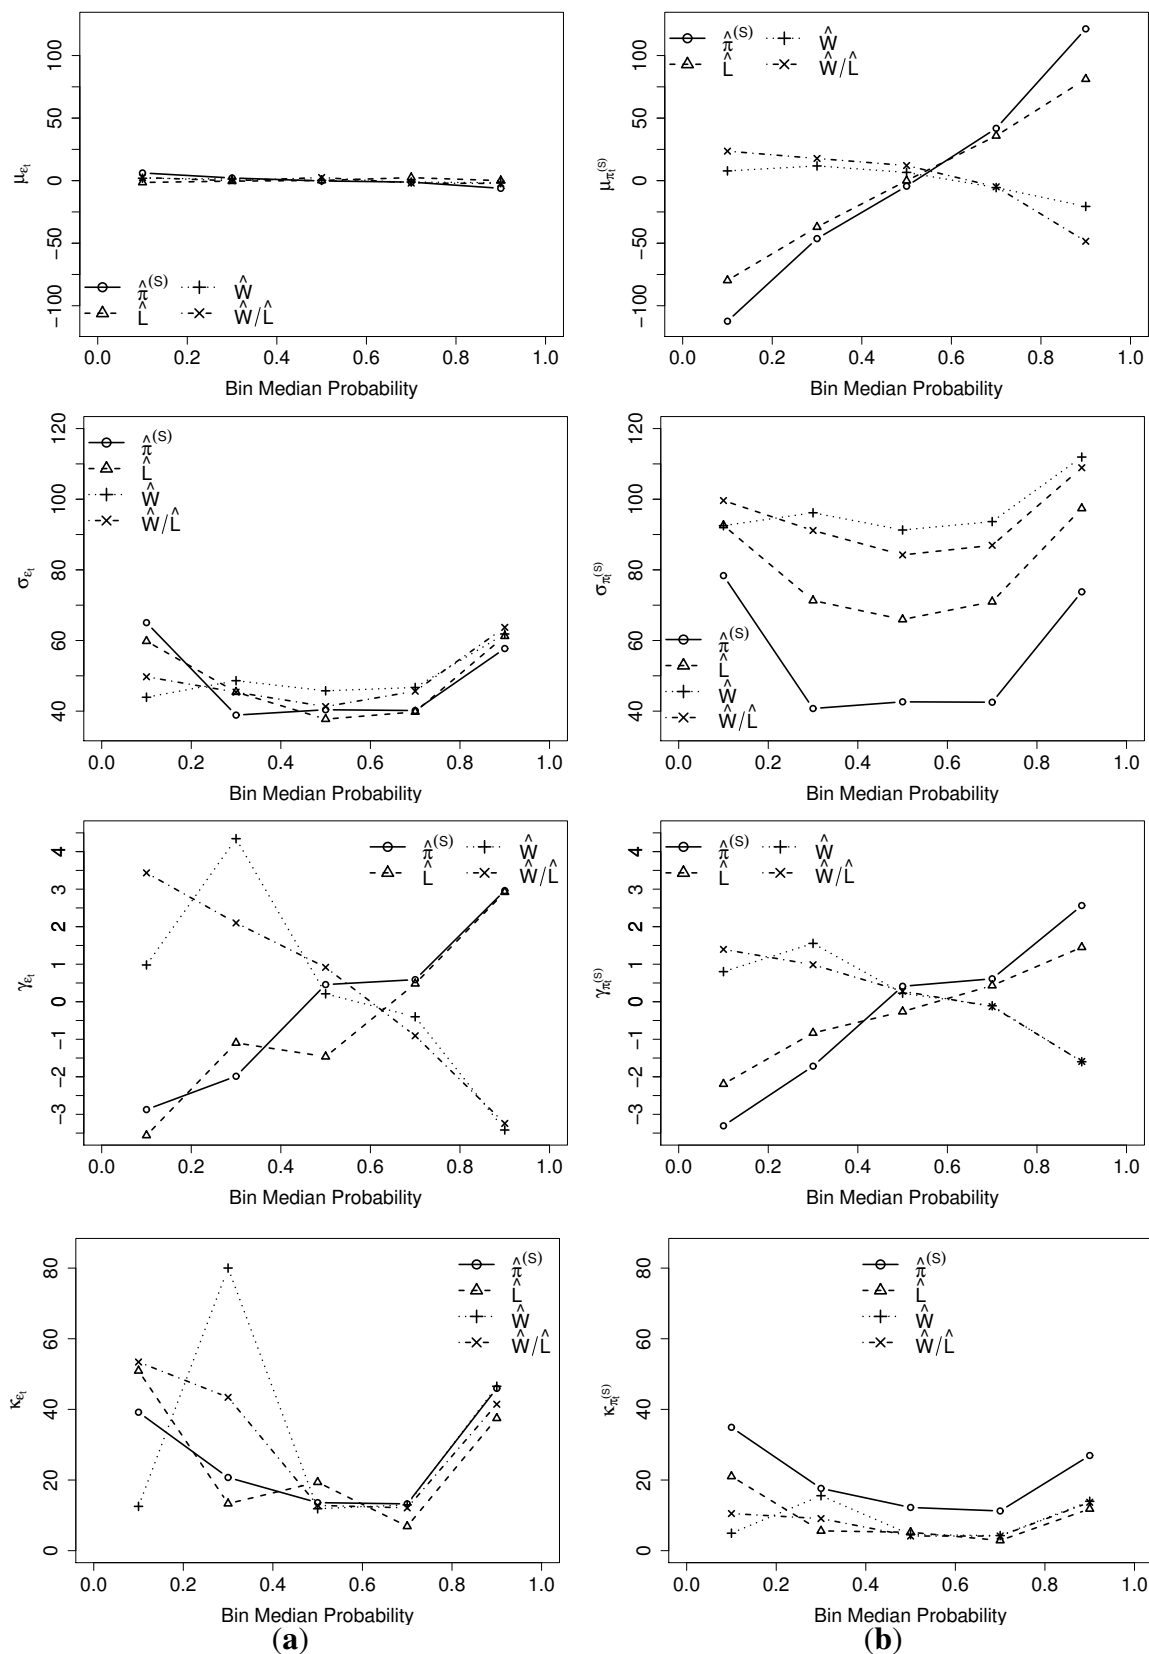 μ_εt
100
50
0
−50
−100
π̂^(S) Ŵ
L̂ Ŵ/L̂
0.0 0.2 0.4 0.6 0.8 1.0
Bin Median Probability
μ_πt^(S)
100
50
0
−50
−100
π̂^(S) Ŵ
L̂ Ŵ/L̂
0.0 0.2 0.4 0.6 0.8 1.0
Bin Median Probability
σ_εt
120
100
80
60
40
π̂^(S)
L̂
Ŵ
Ŵ/L̂
0.0 0.2 0.4 0.6 0.8 1.0
Bin Median Probability
σ_πt^(S)
120
100
80
60
40
π̂^(S)
L̂
Ŵ
Ŵ/L̂
0.0 0.2 0.4 0.6 0.8 1.0
Bin Median Probability
γ_εt
4
3
2
1
0
−1
−2
−3
π̂^(S) Ŵ
L̂ Ŵ/L̂
0.0 0.2 0.4 0.6 0.8 1.0
Bin Median Probability
γ_πt^(S)
4
3
2
1
0
−1
−2
−3
π̂^(S) Ŵ
L̂ Ŵ/L̂
0.0 0.2 0.4 0.6 0.8 1.0
Bin Median Probability
κ_εt
80
60
40
20
0
π̂^(S)
L̂
Ŵ
Ŵ/L̂
0.0 0.2 0.4 0.6 0.8 1.0
Bin Median Probability
(a)
κ_πt^(S)
80
60
40
20
0
π̂^(S)
L̂
Ŵ
Ŵ/L̂
0.0 0.2 0.4 0.6 0.8 1.0
Bin Median Probability
(b)